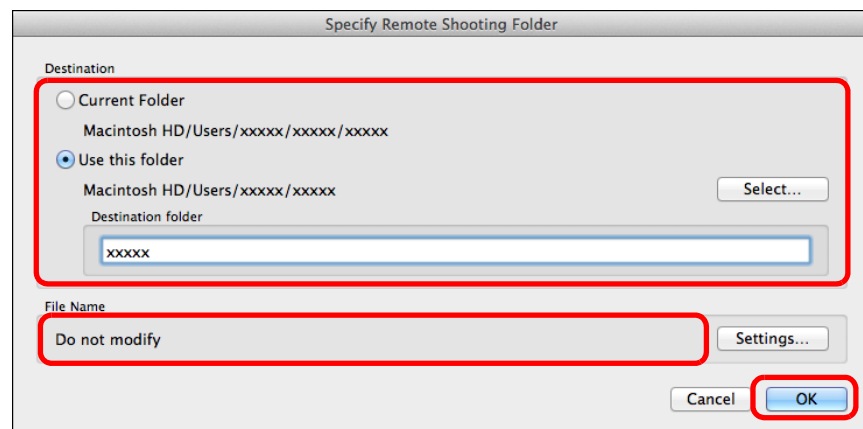 Specify Remote Shooting Folder
Destination
Current Folder
Macintosh HD/Users/xxxxx/xxxxx/xxxxx
Use this folder
Macintosh HD/Users/xxxxx/xxxxx
Select...
Destination folder
xxxxx
File Name
Do not modify
Settings...
Cancel
OK